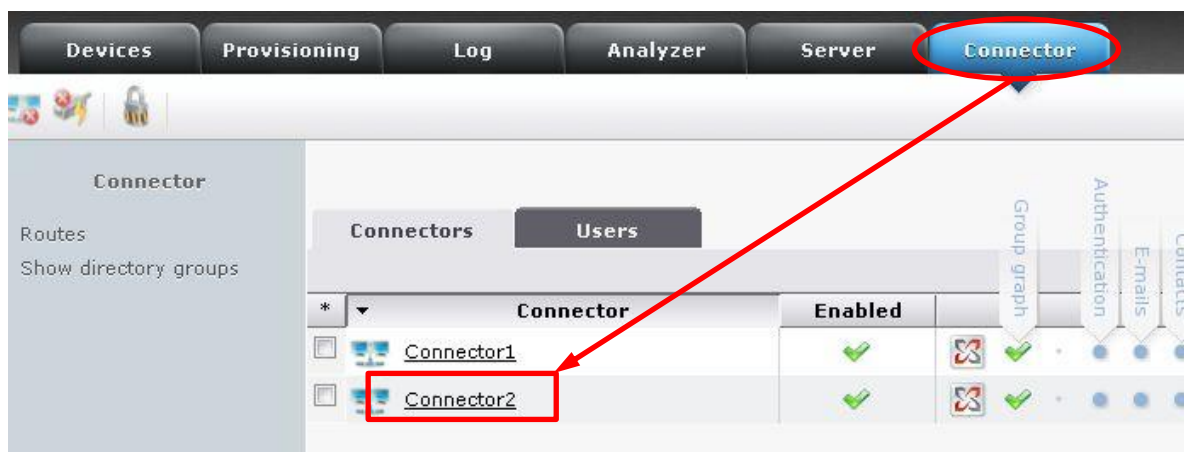 Devices Provisioning Log Analyzer Server Connector
Connector
Routes
Show directory groups
Connectors Users
* Connector Enabled Group graph Authentication E-mails Contacts
Connector1
Connector2